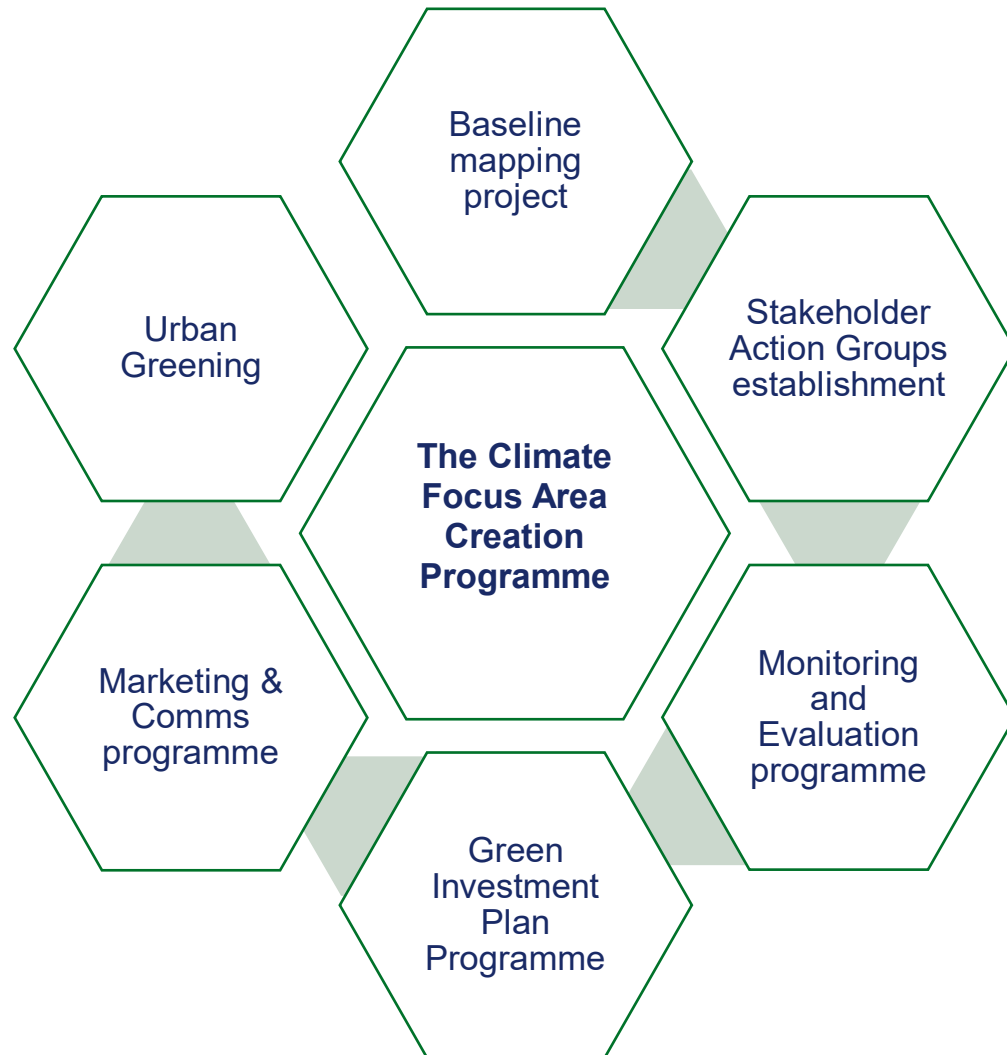 Baseline
mapping
project
Stakeholder
Action Groups
establishment
Monitoring
and
Evaluation
programme
Green
Investment
Plan
Programme
Marketing &
Comms
programme
Urban
Greening
The Climate
Focus Area
Creation
Programme